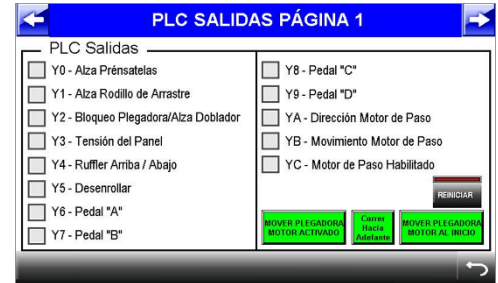 PLC SALIDAS PÁGINA 1
PLC Salidas
Y0 - Alza Prénsatelas
Y1 - Alza Rodillo de Arrastre
Y2 - Bloqueo Plegadora/Alza Doblador
Y3 - Tensión del Panel
Y4 - Ruffler Arriba / Abajo
Y5 - Desenrollar
Y6 - Pedal "A"
Y7 - Pedal "B"
Y8 - Pedal "C"
Y9 - Pedal "D"
YA - Dirección Motor de Paso
YB - Movimiento Motor de Paso
YC - Motor de Paso Habilitado
REINICIAR
MOVER PLEGADORA
MOTOR ACTIVADO
Correr
Hacia
Adelante
MOVER PLEGADORA
MOTOR AL INICIO